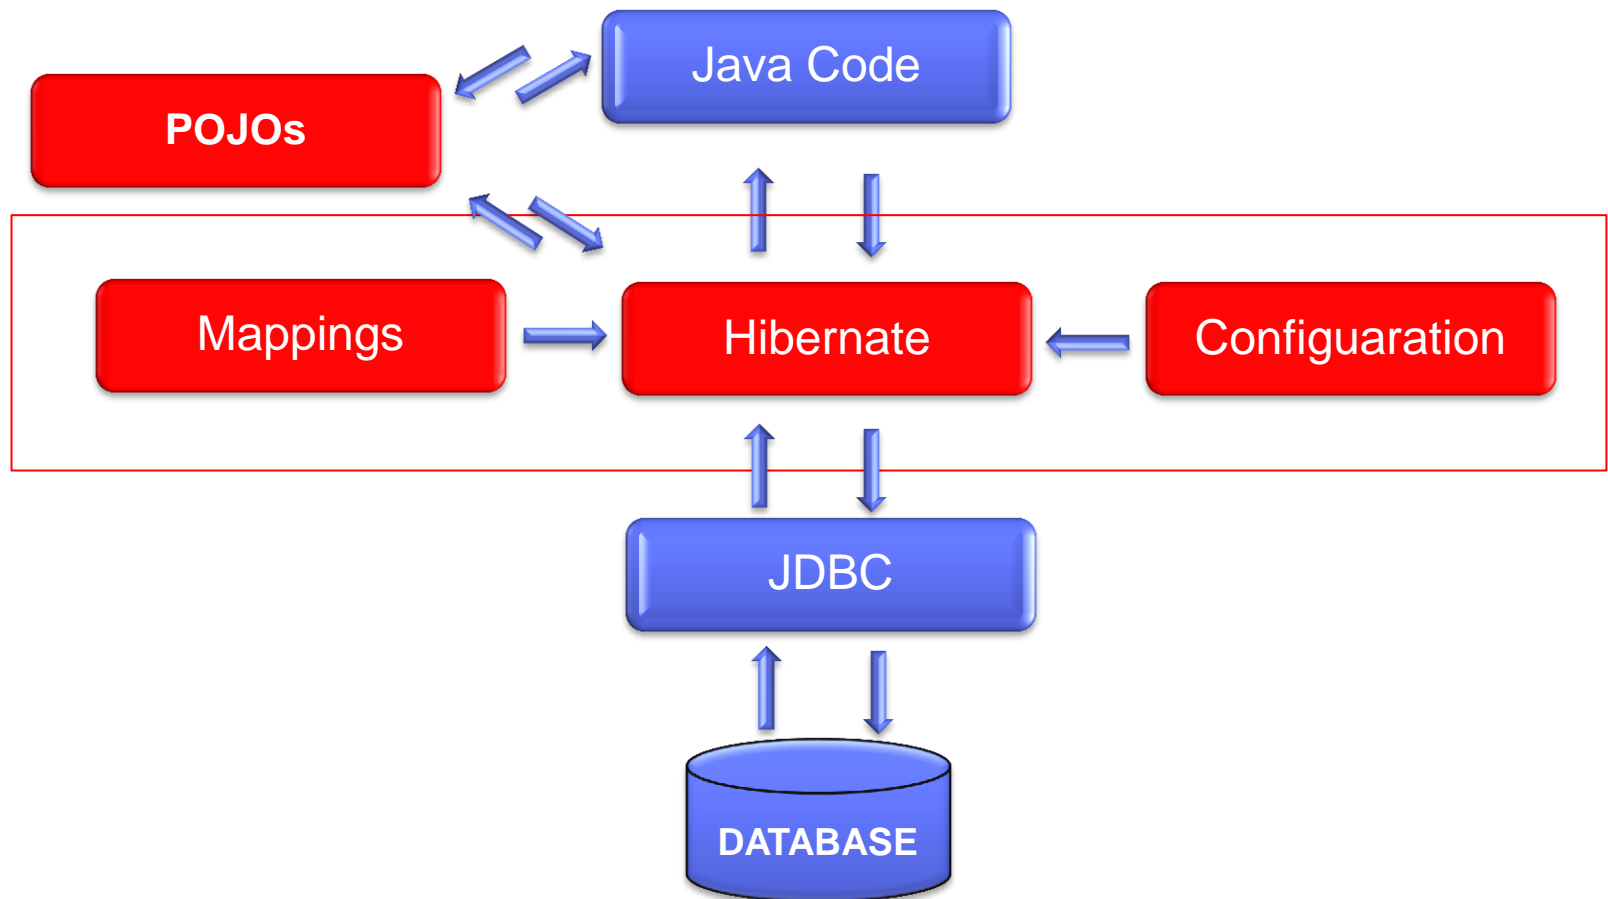 Java Code
POJOs
Mappings
Hibernate
Configuaration
JDBC
DATABASE